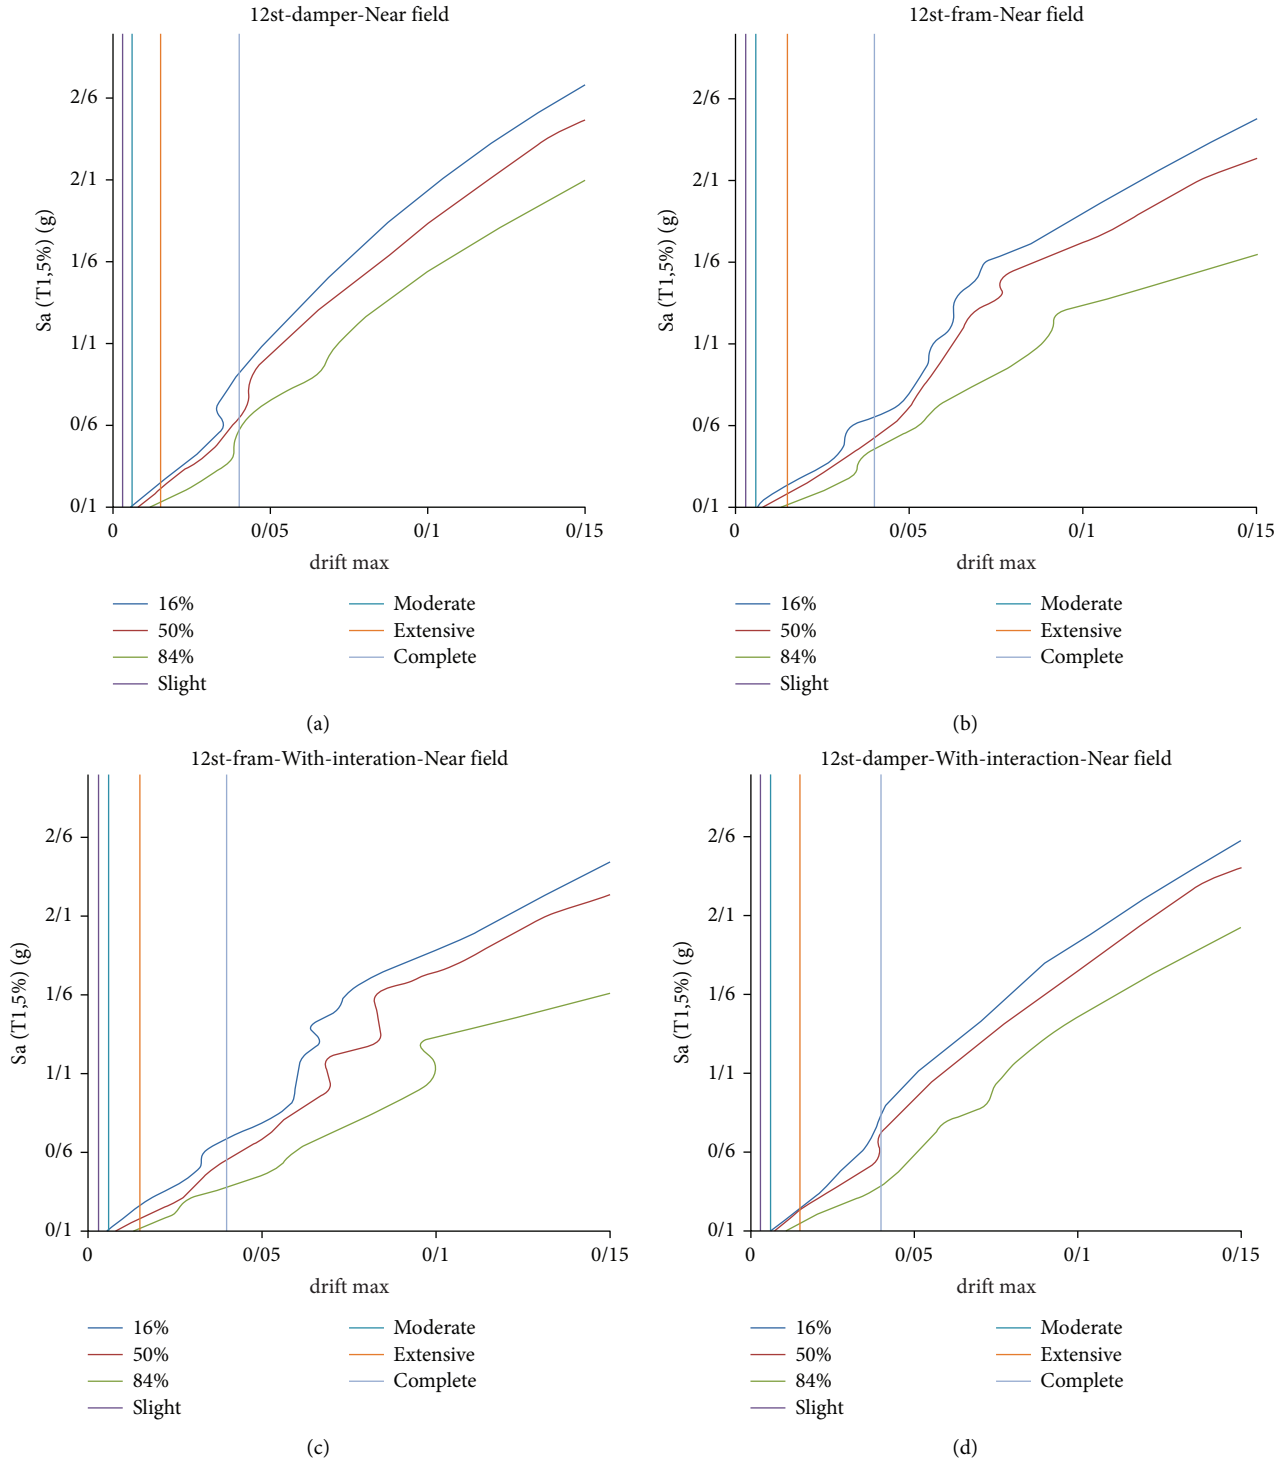 12st-damper-Near field
Sa (T1,5%) (g)
2/6
2/1
1/6
1/1
0/6
0/1
0
0/05
0/1
0/15
drift max
16%
50%
84%
Slight
Moderate
Extensive
Complete
(a)
12st-fram-Near field
Sa (T1,5%) (g)
2/6
2/1
1/6
1/1
0/6
0/1
0
0/05
0/1
0/15
drift max
16%
50%
84%
Slight
Moderate
Extensive
Complete
(b)
12st-fram-With-interation-Near field
Sa (T1,5%) (g)
2/6
2/1
1/6
1/1
0/6
0/1
0
0/05
0/1
0/15
drift max
16%
50%
84%
Slight
Moderate
Extensive
Complete
(c)
12st-damper-With-interaction-Near field
Sa (T1,5%) (g)
2/6
2/1
1/6
1/1
0/6
0/1
0
0/05
0/1
0/15
drift max
16%
50%
84%
Slight
Moderate
Extensive
Complete
(d)